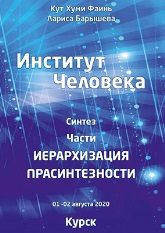 Кут Хуми Фаинь
Лариса Барышева
Институт
Человека
Синтез
Части
ИЕРАРХИЗАЦИЯ
ПРАСИНТЕЗНОСТИ
01-02 августа 2020
Курск